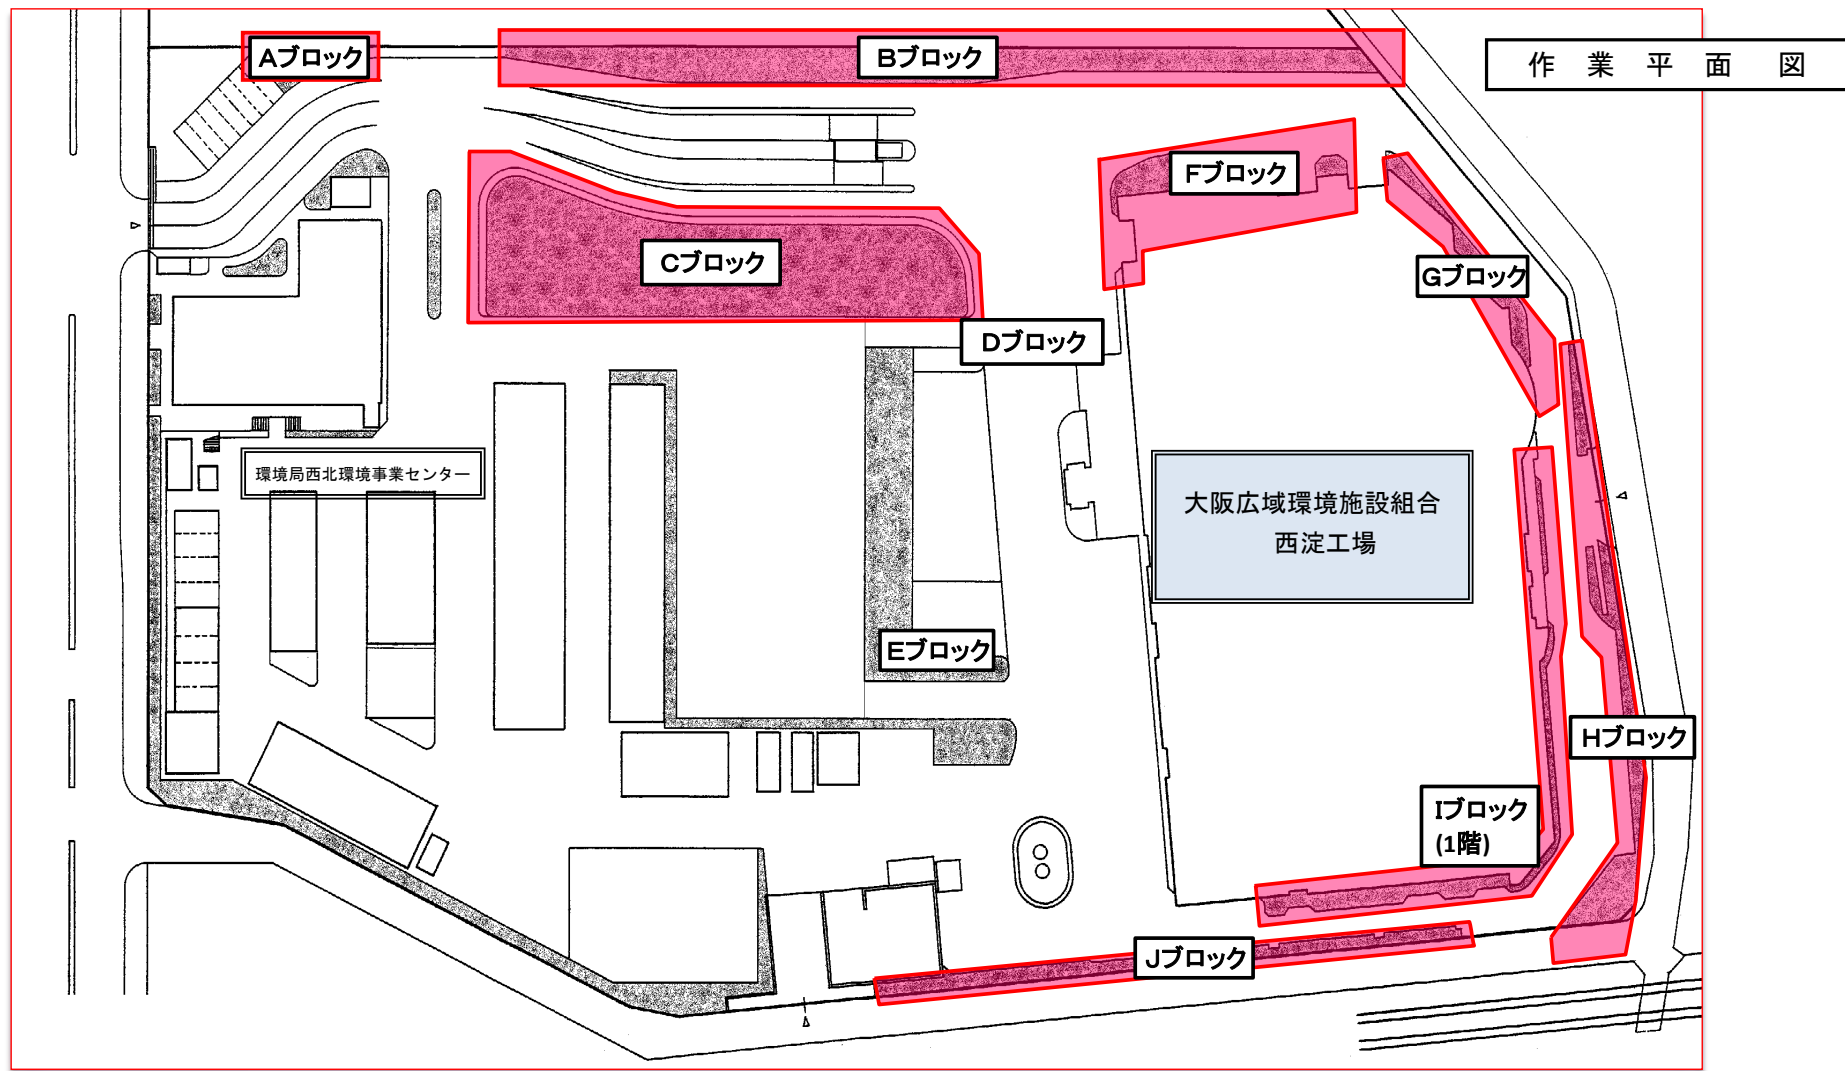 作業平面図
Aブロック
Bブロック
Fブロック
Cブロック
Gブロック
Dブロック
環境局西北環境事業センター
大阪広域環境施設組合
西淀工場
Eブロック
Hブロック
Iブロック
(1階)
Jブロック